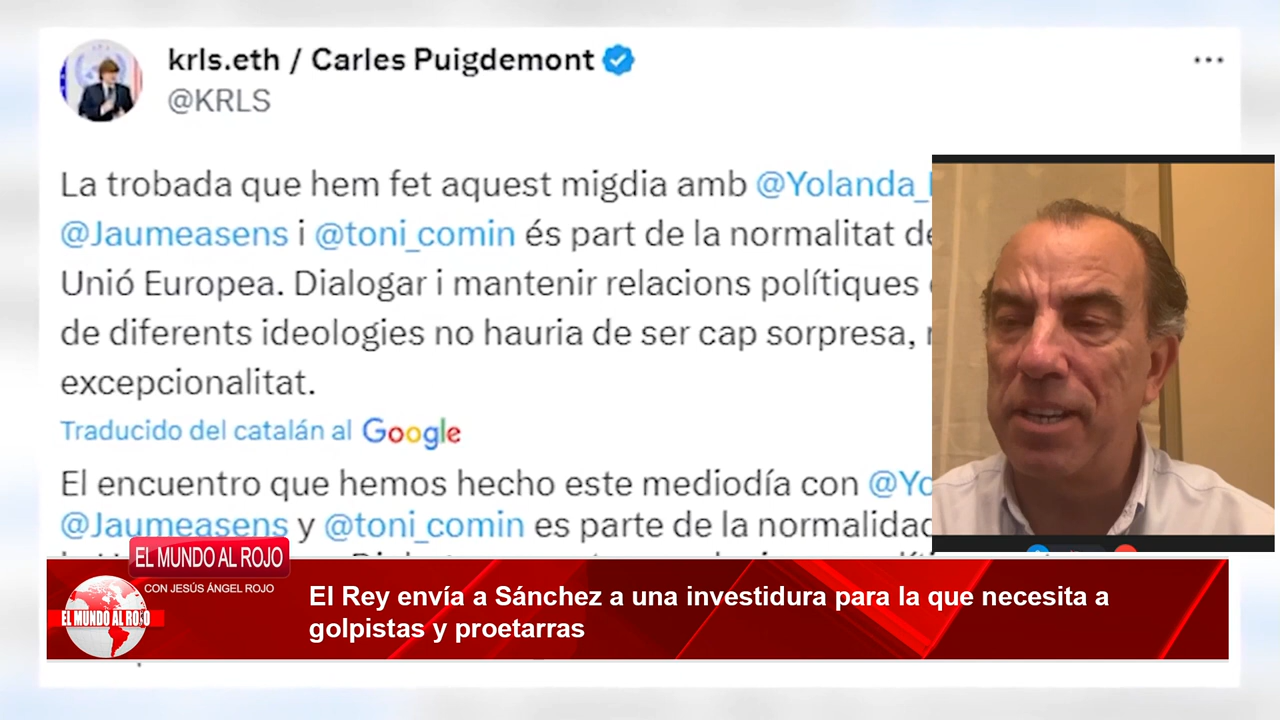 krls.eth / Carles Puigdemont
@KRLS
La trobada que hem fet aquest migdia amb @Yolanda_
@Jaumeasens i @toni_comin és part de la normalitat de
Unió Europea. Dialogar i mantenir relacions polítiques
de diferents ideologies no hauria de ser cap sorpresa,
excepcionalitat.
Traducido del catalán al Google
El encuentro que hemos hecho este mediodía con @Yo
@Jaumeasens y @toni_comin es parte de la normalidad
EL MUNDO AL ROJO
CON JESÚS ÁNGEL ROJO
EL MUNDO AL ROJO
El Rey envía a Sánchez a una investidura para la que necesita a
golpistas y proetarras